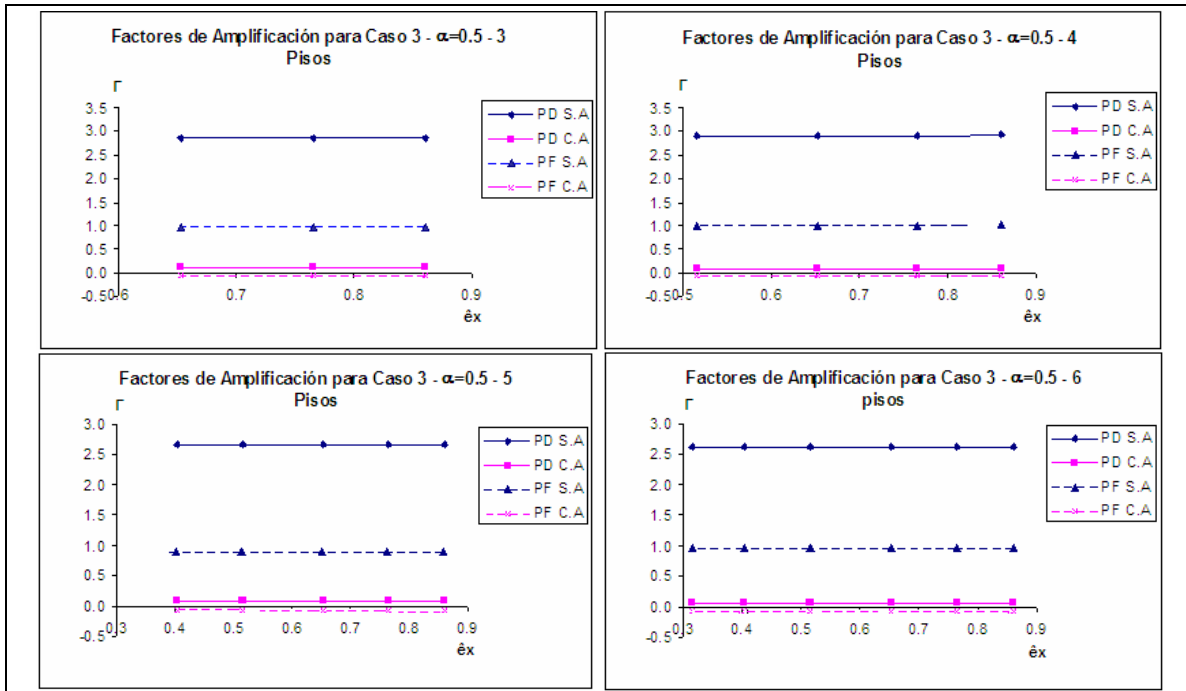 Factores de Amplificación para Caso 3 - α=0.5 - 3
Pisos
Γ
3.5
3.0
2.5
2.0
1.5
1.0
0.5
0.0
-0.5
0.6
0.7
0.8
0.9
êx
PD S.A
PD C.A
PF S.A
PF C.A
Factores de Amplificación para Caso 3 - α=0.5 - 4
Pisos
Γ
3.5
3.0
2.5
2.0
1.5
1.0
0.5
0.0
-0.5
0.5
0.6
0.7
0.8
0.9
êx
PD S.A
PD C.A
PF S.A
PF C.A
Factores de Amplificación para Caso 3 - α=0.5 - 5
Pisos
Γ
3.0
2.5
2.0
1.5
1.0
0.5
0.0
-0.5
0.3
0.4
0.5
0.6
0.7
0.8
0.9
êx
PD S.A
PD C.A
PF S.A
PF C.A
Factores de Amplificación para Caso 3 - α=0.5 - 6
pisos
Γ
3.0
2.5
2.0
1.5
1.0
0.5
0.0
-0.5
0.3
0.4
0.5
0.6
0.7
0.8
0.9
êx
PD S.A
PD C.A
PF S.A
PF C.A